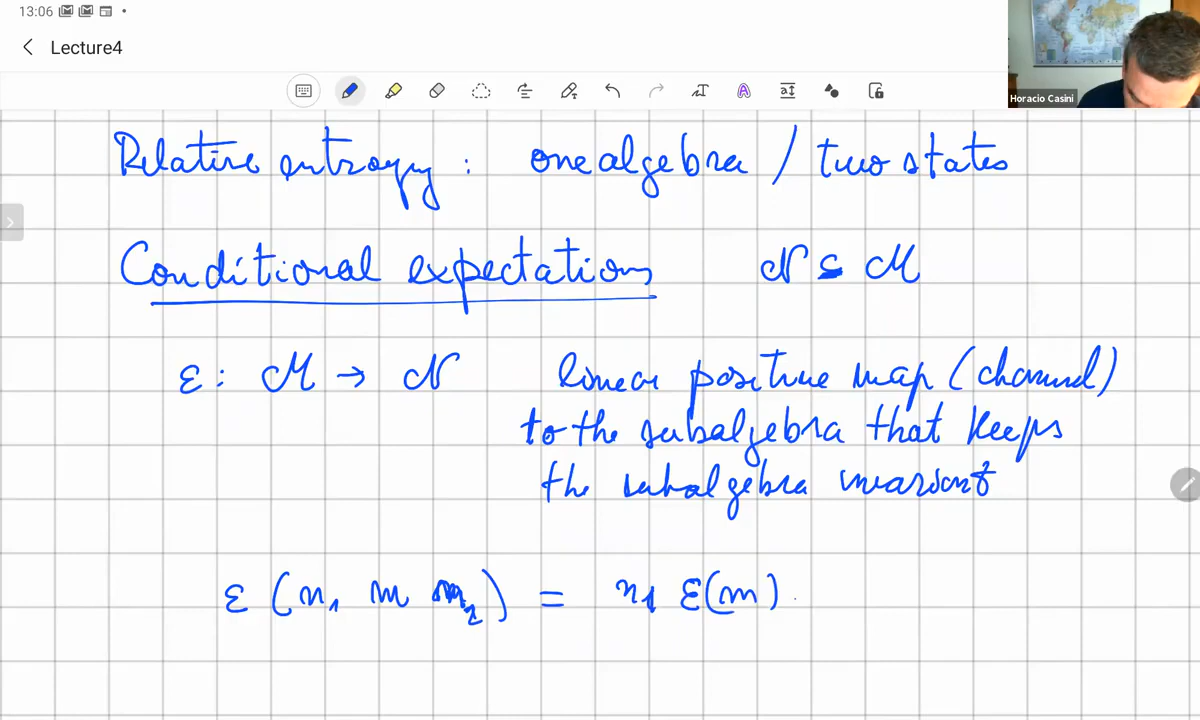 13:06
Lecture4
Horacio Casini
Relative entropy : one algebra / two states
Conditional expectations N ⊆ M
ε : M → N linear positive map (channel)
to the subalgebra that keeps
the subalgebra invariant
ε (n₁ m n₂) = n₁ ε(m)